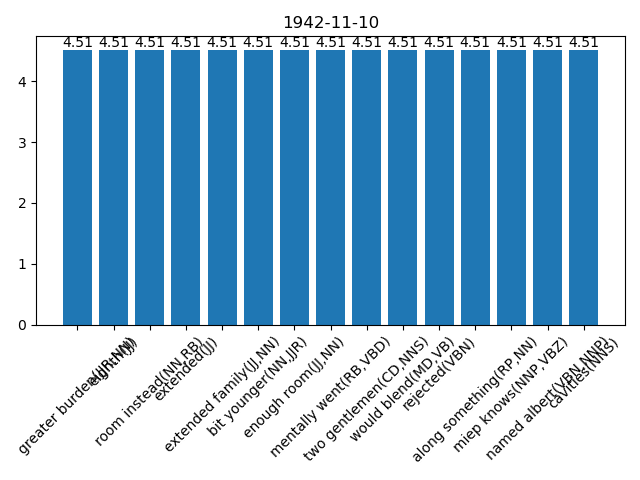 1942-11-10
4.51 4.51 4.51 4.51 4.51 4.51 4.51 4.51 4.51 4.51 4.51 4.51 4.51 4.51 4.51
4
3
2
1
0
greater burden(JJR,NN)
eighth(JJ)
room instead(NN,RB)
extended(JJ)
extended family(JJ,NN)
bit younger(NN,JJR)
enough room(JJ,NN)
mentally went(RB,VBD)
two gentlemen(CD,NNS)
would blend(MD,VB)
rejected(VBN)
along something(RP,NN)
miep knows(NNP,VBZ)
named albert(VBN,NNP)
cavities(NNS)